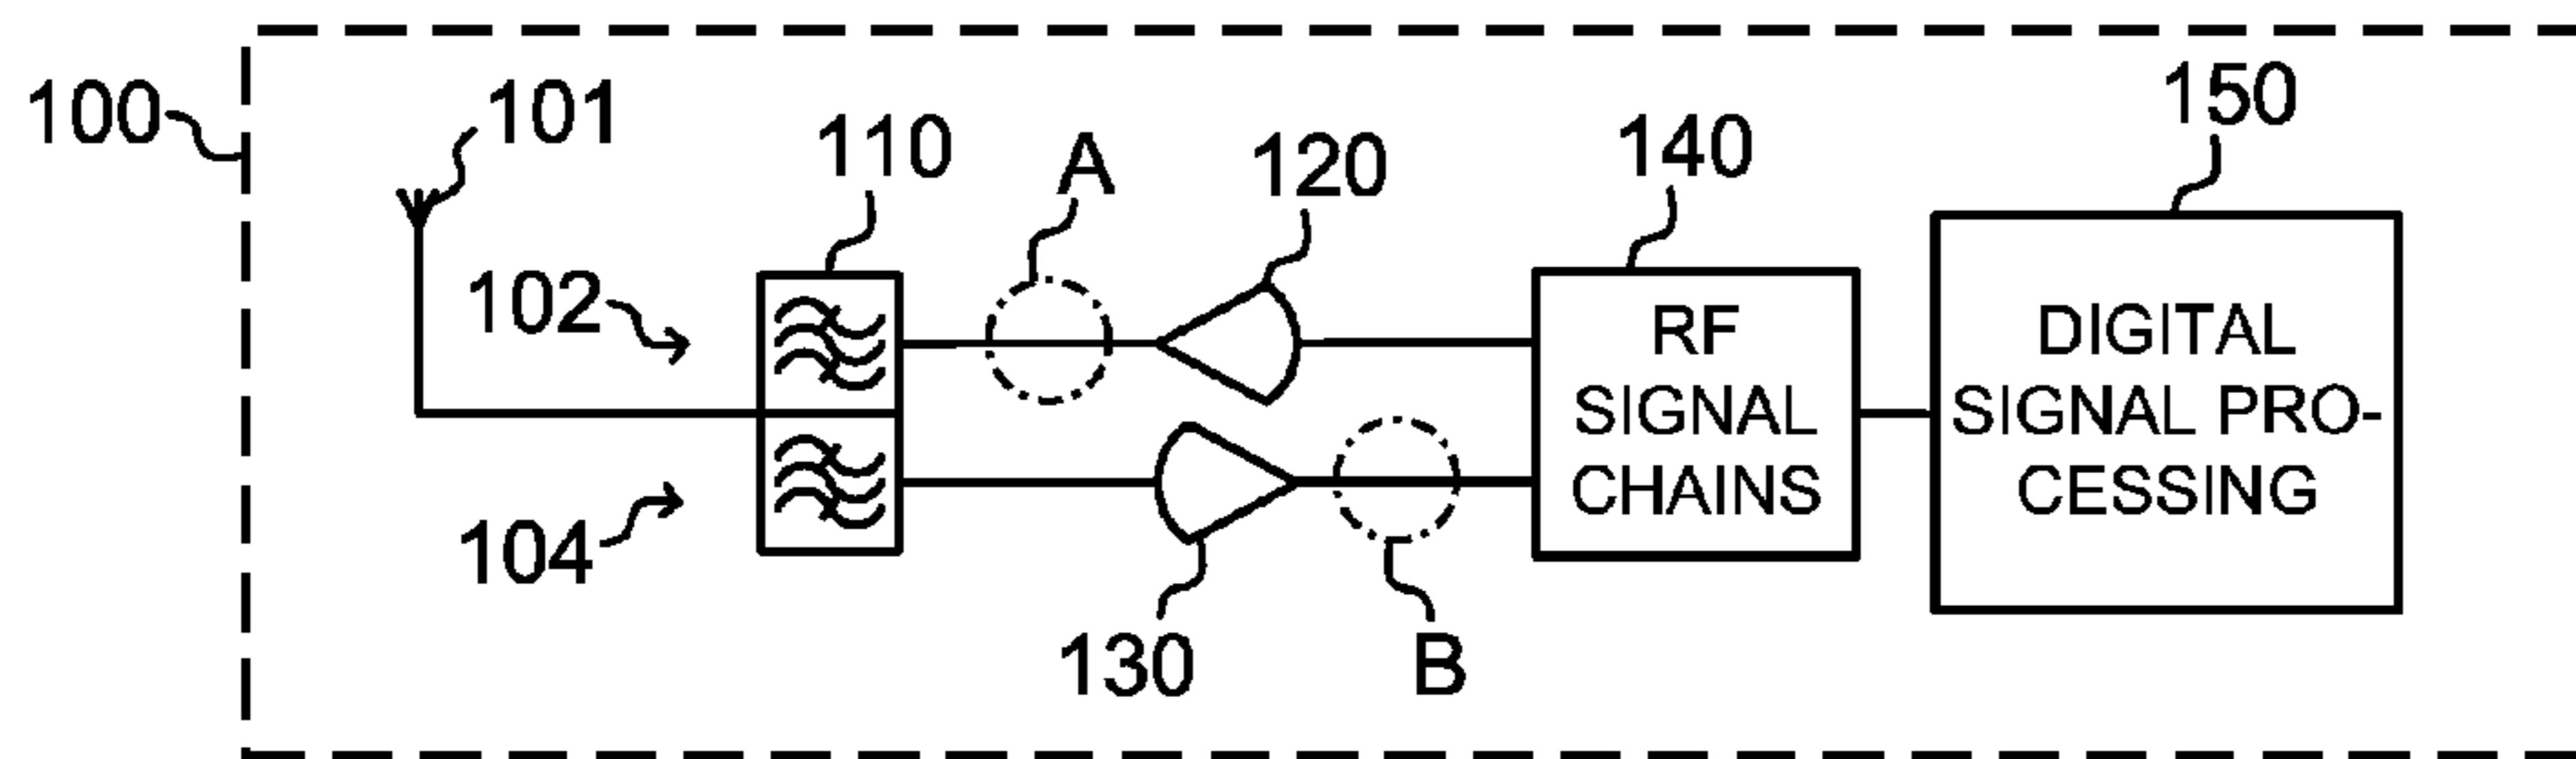 100
101
102
104
110
A
120
130
B
140
RF
SIGNAL
CHAINS
150
DIGITAL
SIGNAL PRO-
CESSING